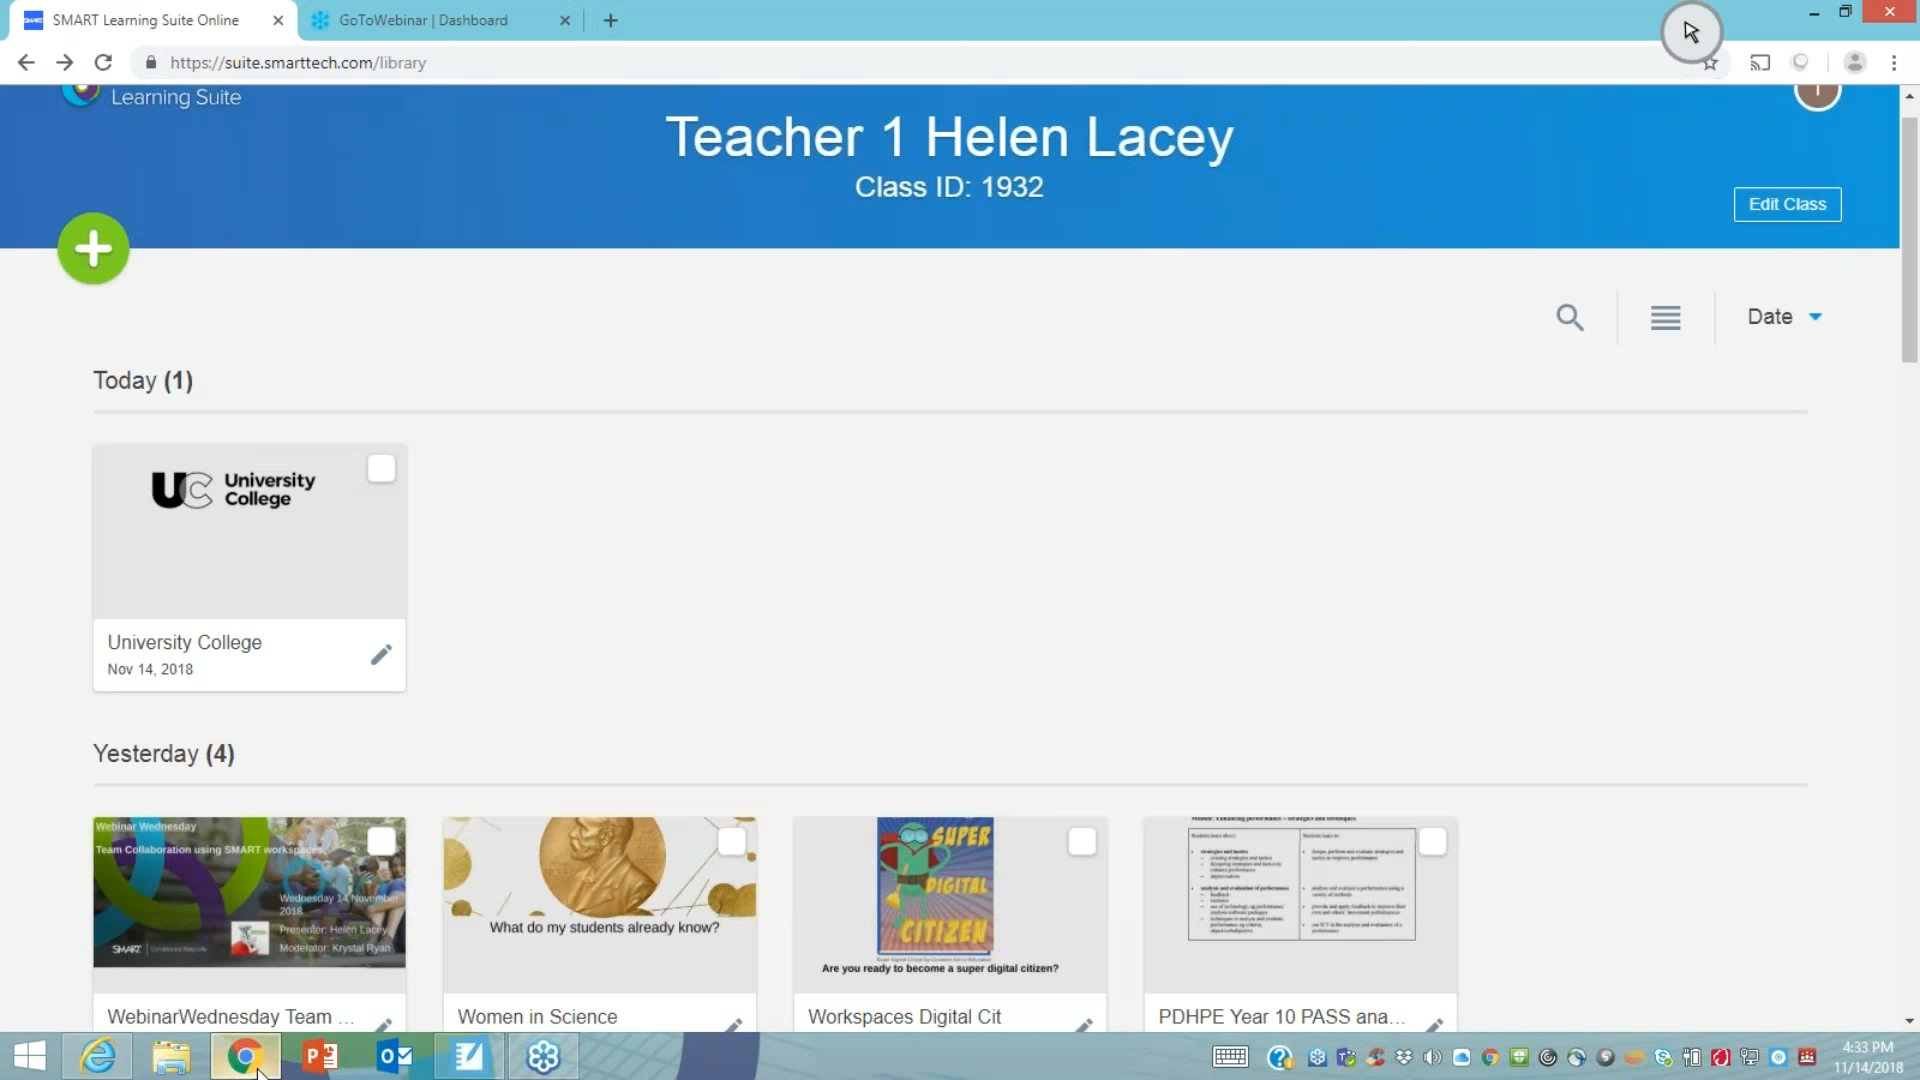 SMART Learning Suite Online
GoToWebinar | Dashboard
https://suite.smarttech.com/library
Learning Suite
Teacher 1 Helen Lacey
Class ID: 1932
Edit Class
Date
Today (1)
UC University
College
University College
Nov 14, 2018
Yesterday (4)
Webinar Wednesday
Team Collaboration using SMART workspaces
Wednesday 14 November
2018
Presenter: Helen Lacey
Moderator: Krystal Ryan
SMART
What do my students already know?
SUPER
DIGITAL
CITIZEN
Are you ready to become a super digital citizen?
WebinarWednesday Team ...
Women in Science
Workspaces Digital Cit
PDHPE Year 10 PASS ana...
4:33 PM
11/14/2018